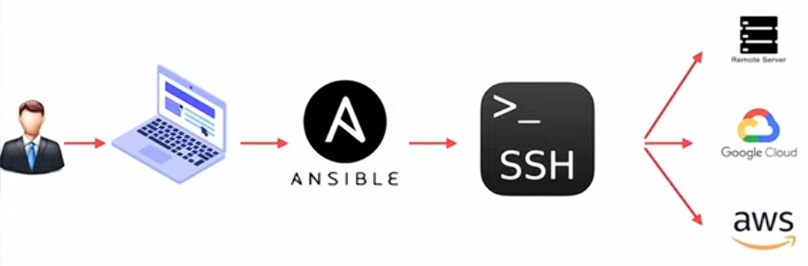 ANSIBLE
>_
SSH
Remote Server
Google Cloud
aws